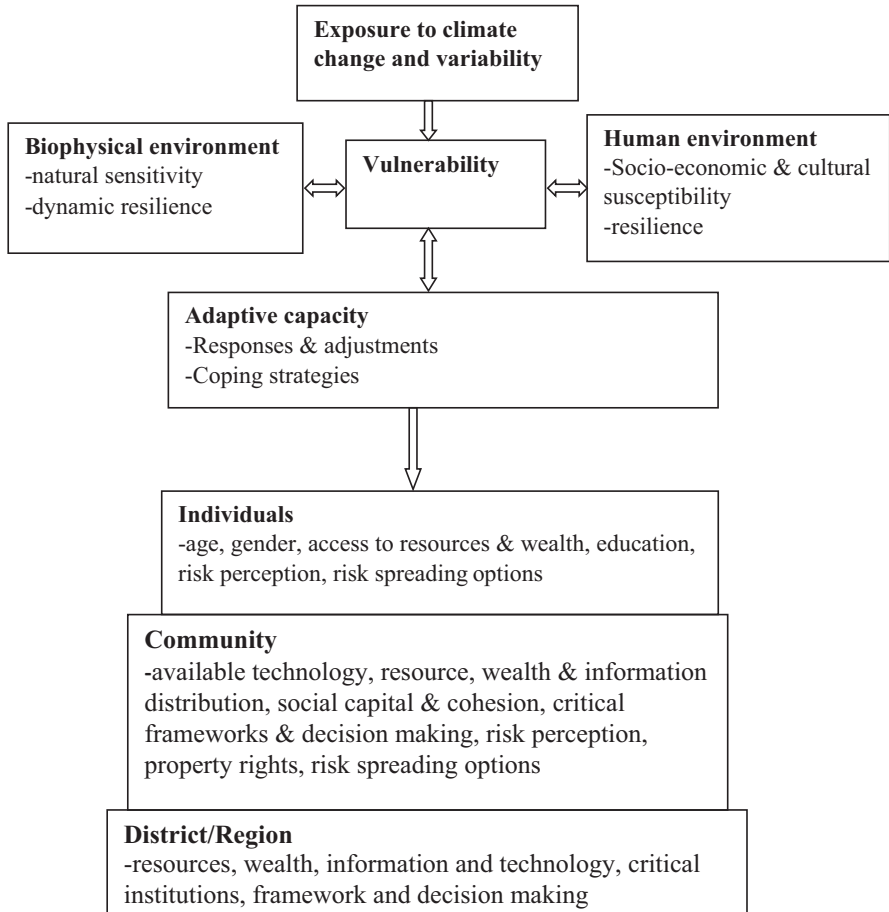 Exposure to climate
change and variability
Biophysical environment
-natural sensitivity
-dynamic resilience
Vulnerability
Human environment
-Socio-economic & cultural
susceptibility
-resilience
Adaptive capacity
-Responses & adjustments
-Coping strategies
Individuals
-age, gender, access to resources & wealth, education,
risk perception, risk spreading options
Community
-available technology, resource, wealth & information
distribution, social capital & cohesion, critical
frameworks & decision making, risk perception,
property rights, risk spreading options
District/Region
-resources, wealth, information and technology, critical
institutions, framework and decision making